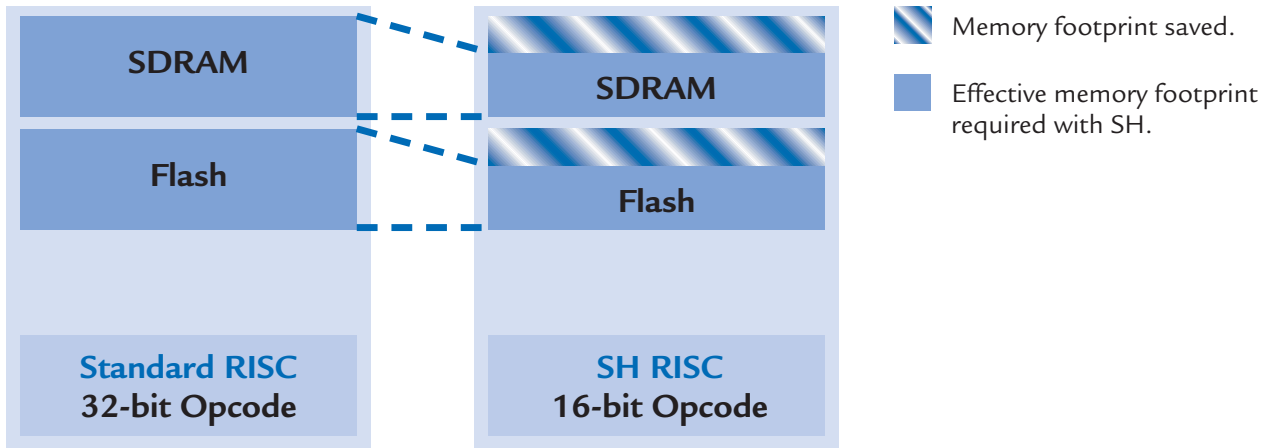 SDRAM
Flash
Standard RISC
32-bit Opcode
SDRAM
Flash
SH RISC
16-bit Opcode
Memory footprint saved.
Effective memory footprint
required with SH.